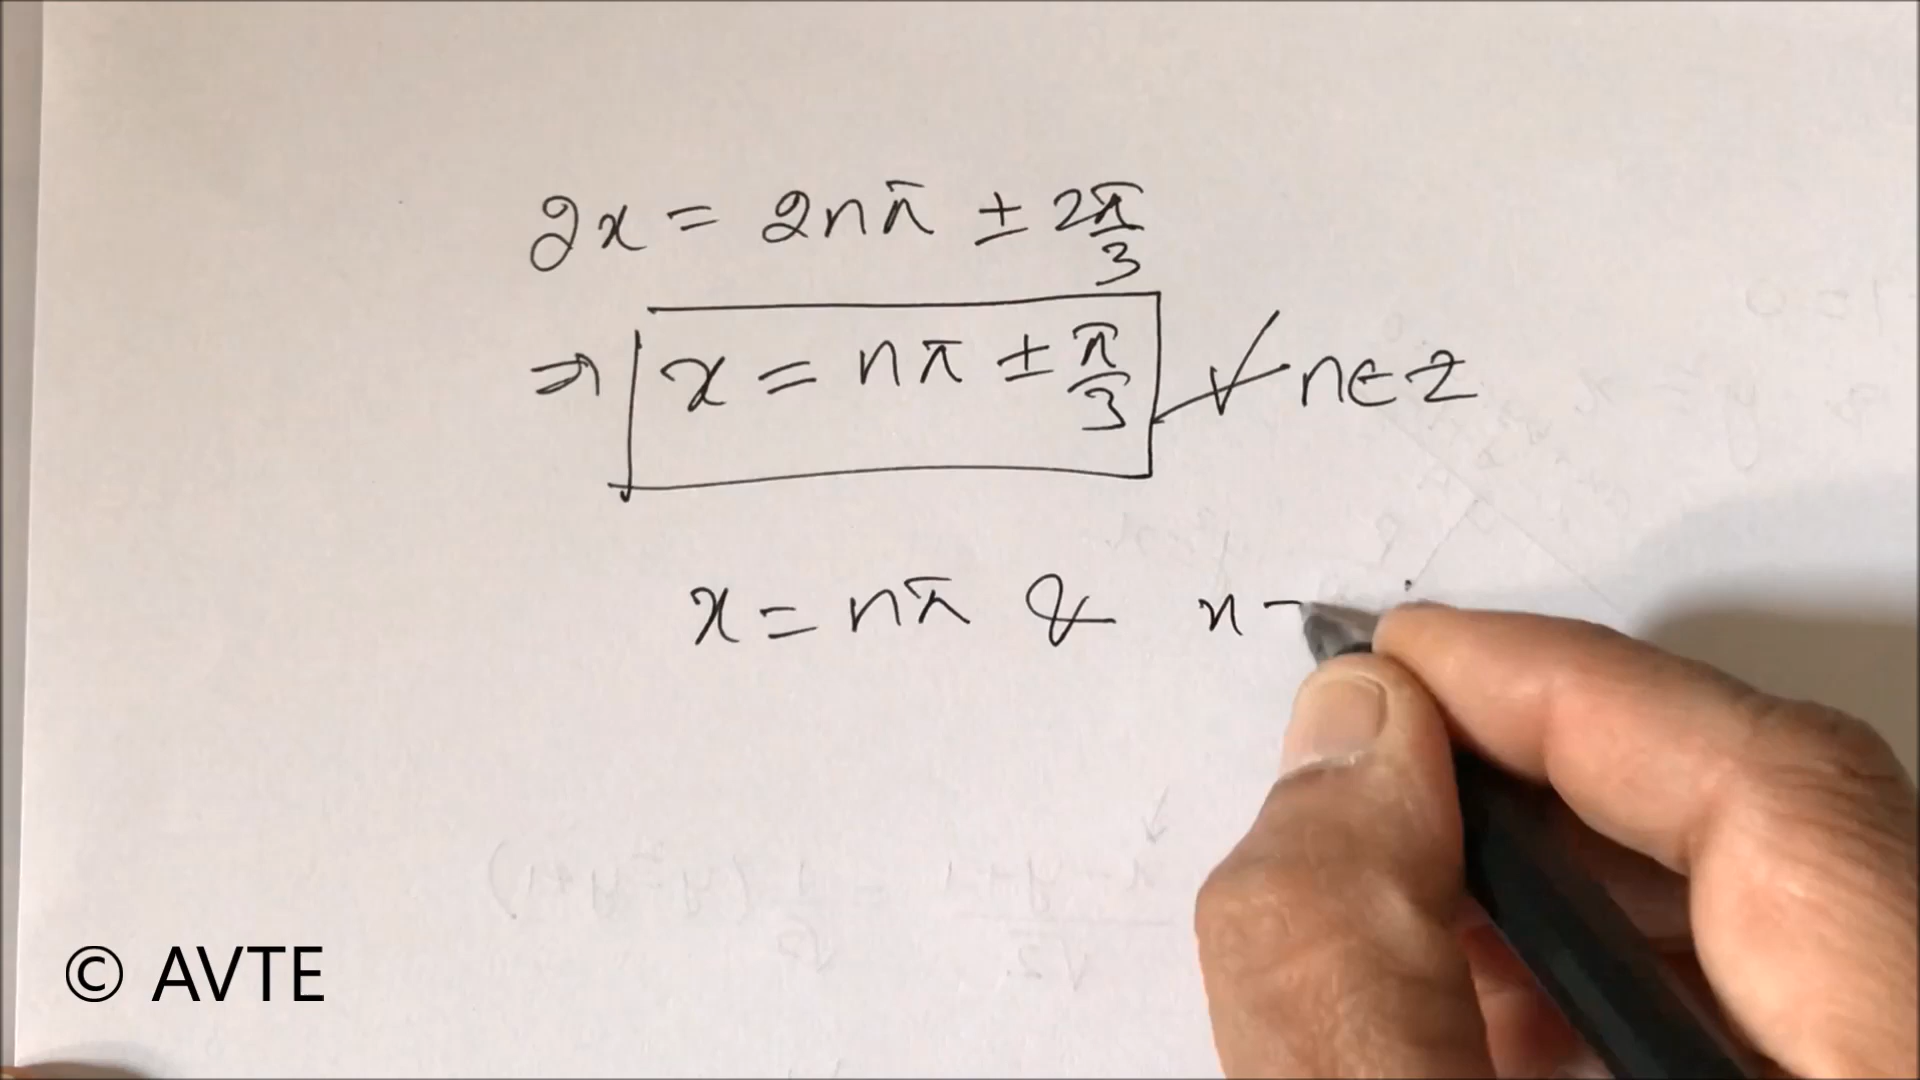 2x = 2nπ ± 2π/3
⇒ x = nπ ± π/3 ✓ n∈Z
x = nπ & x
© AVTE